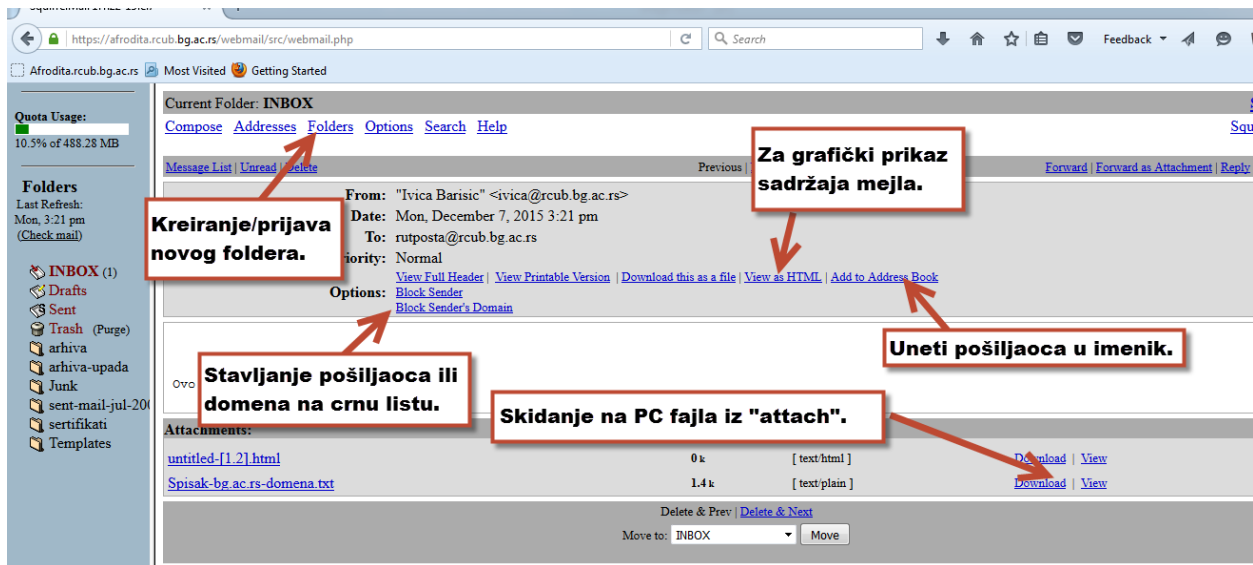 https://afrodita.rcub.bg.ac.rs/webmail/src/webmail.php
Search
Feedback
Afrodita.rcub.bg.ac.rs Most Visited Getting Started
Quota Usage:
10.5% of 488.28 MB
Folders
Last Refresh:
Mon, 3:21 pm
(Check mail)
INBOX (1)
Drafts
Sent
Trash (Purge)
arhiva
arhiva-upada
Junk
sent-mail-jul-200
sertifikati
Templates
Current Folder: INBOX
Compose Addresses Folders Options Search Help
Squ
Message List | Unread | Delete Previous | Forward | Forward as Attachment | Reply
From: "Ivica Barisic" <ivica@rcub.bg.ac.rs>
Date: Mon, December 7, 2015 3:21 pm
To: rutposta@rcub.bg.ac.rs
iority: Normal
Options: View Full Header | View Printable Version | Download this as a file | View as HTML | Add to Address Book
Block Sender
Block Sender's Domain
Kreiranje/prijava
novog foldera.
Za grafički prikaz
sadržaja mejla.
Uneti pošiljaoca u imenik.
Stavljanje pošiljaoca ili
domena na crnu listu.
Skidanje na PC fajla iz "attach".
Ovo
Attachments:
untitled-[1.2].html 0 k [ text/html ] Download | View
Spisak-bg.ac.rs-domena.txt 1.4 k [ text/plain ] Download | View
Delete & Prev | Delete & Next
Move to: INBOX Move